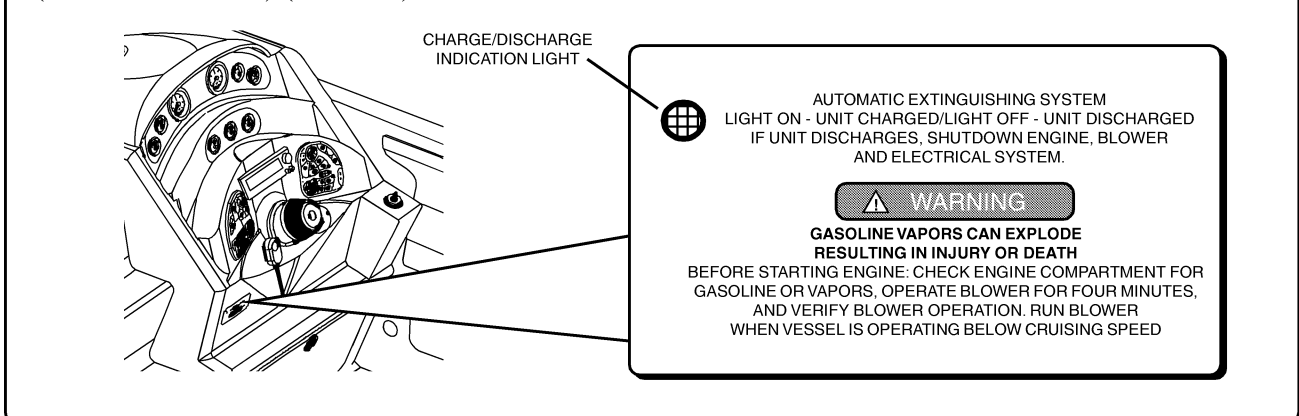 CHARGE/DISCHARGE
INDICATION LIGHT
AUTOMATIC EXTINGUISHING SYSTEM
LIGHT ON - UNIT CHARGED/LIGHT OFF - UNIT DISCHARGED
IF UNIT DISCHARGES, SHUTDOWN ENGINE, BLOWER
AND ELECTRICAL SYSTEM.
WARNING
GASOLINE VAPORS CAN EXPLODE
RESULTING IN INJURY OR DEATH
BEFORE STARTING ENGINE: CHECK ENGINE COMPARTMENT FOR
GASOLINE OR VAPORS, OPERATE BLOWER FOR FOUR MINUTES,
AND VERIFY BLOWER OPERATION. RUN BLOWER
WHEN VESSEL IS OPERATING BELOW CRUISING SPEED